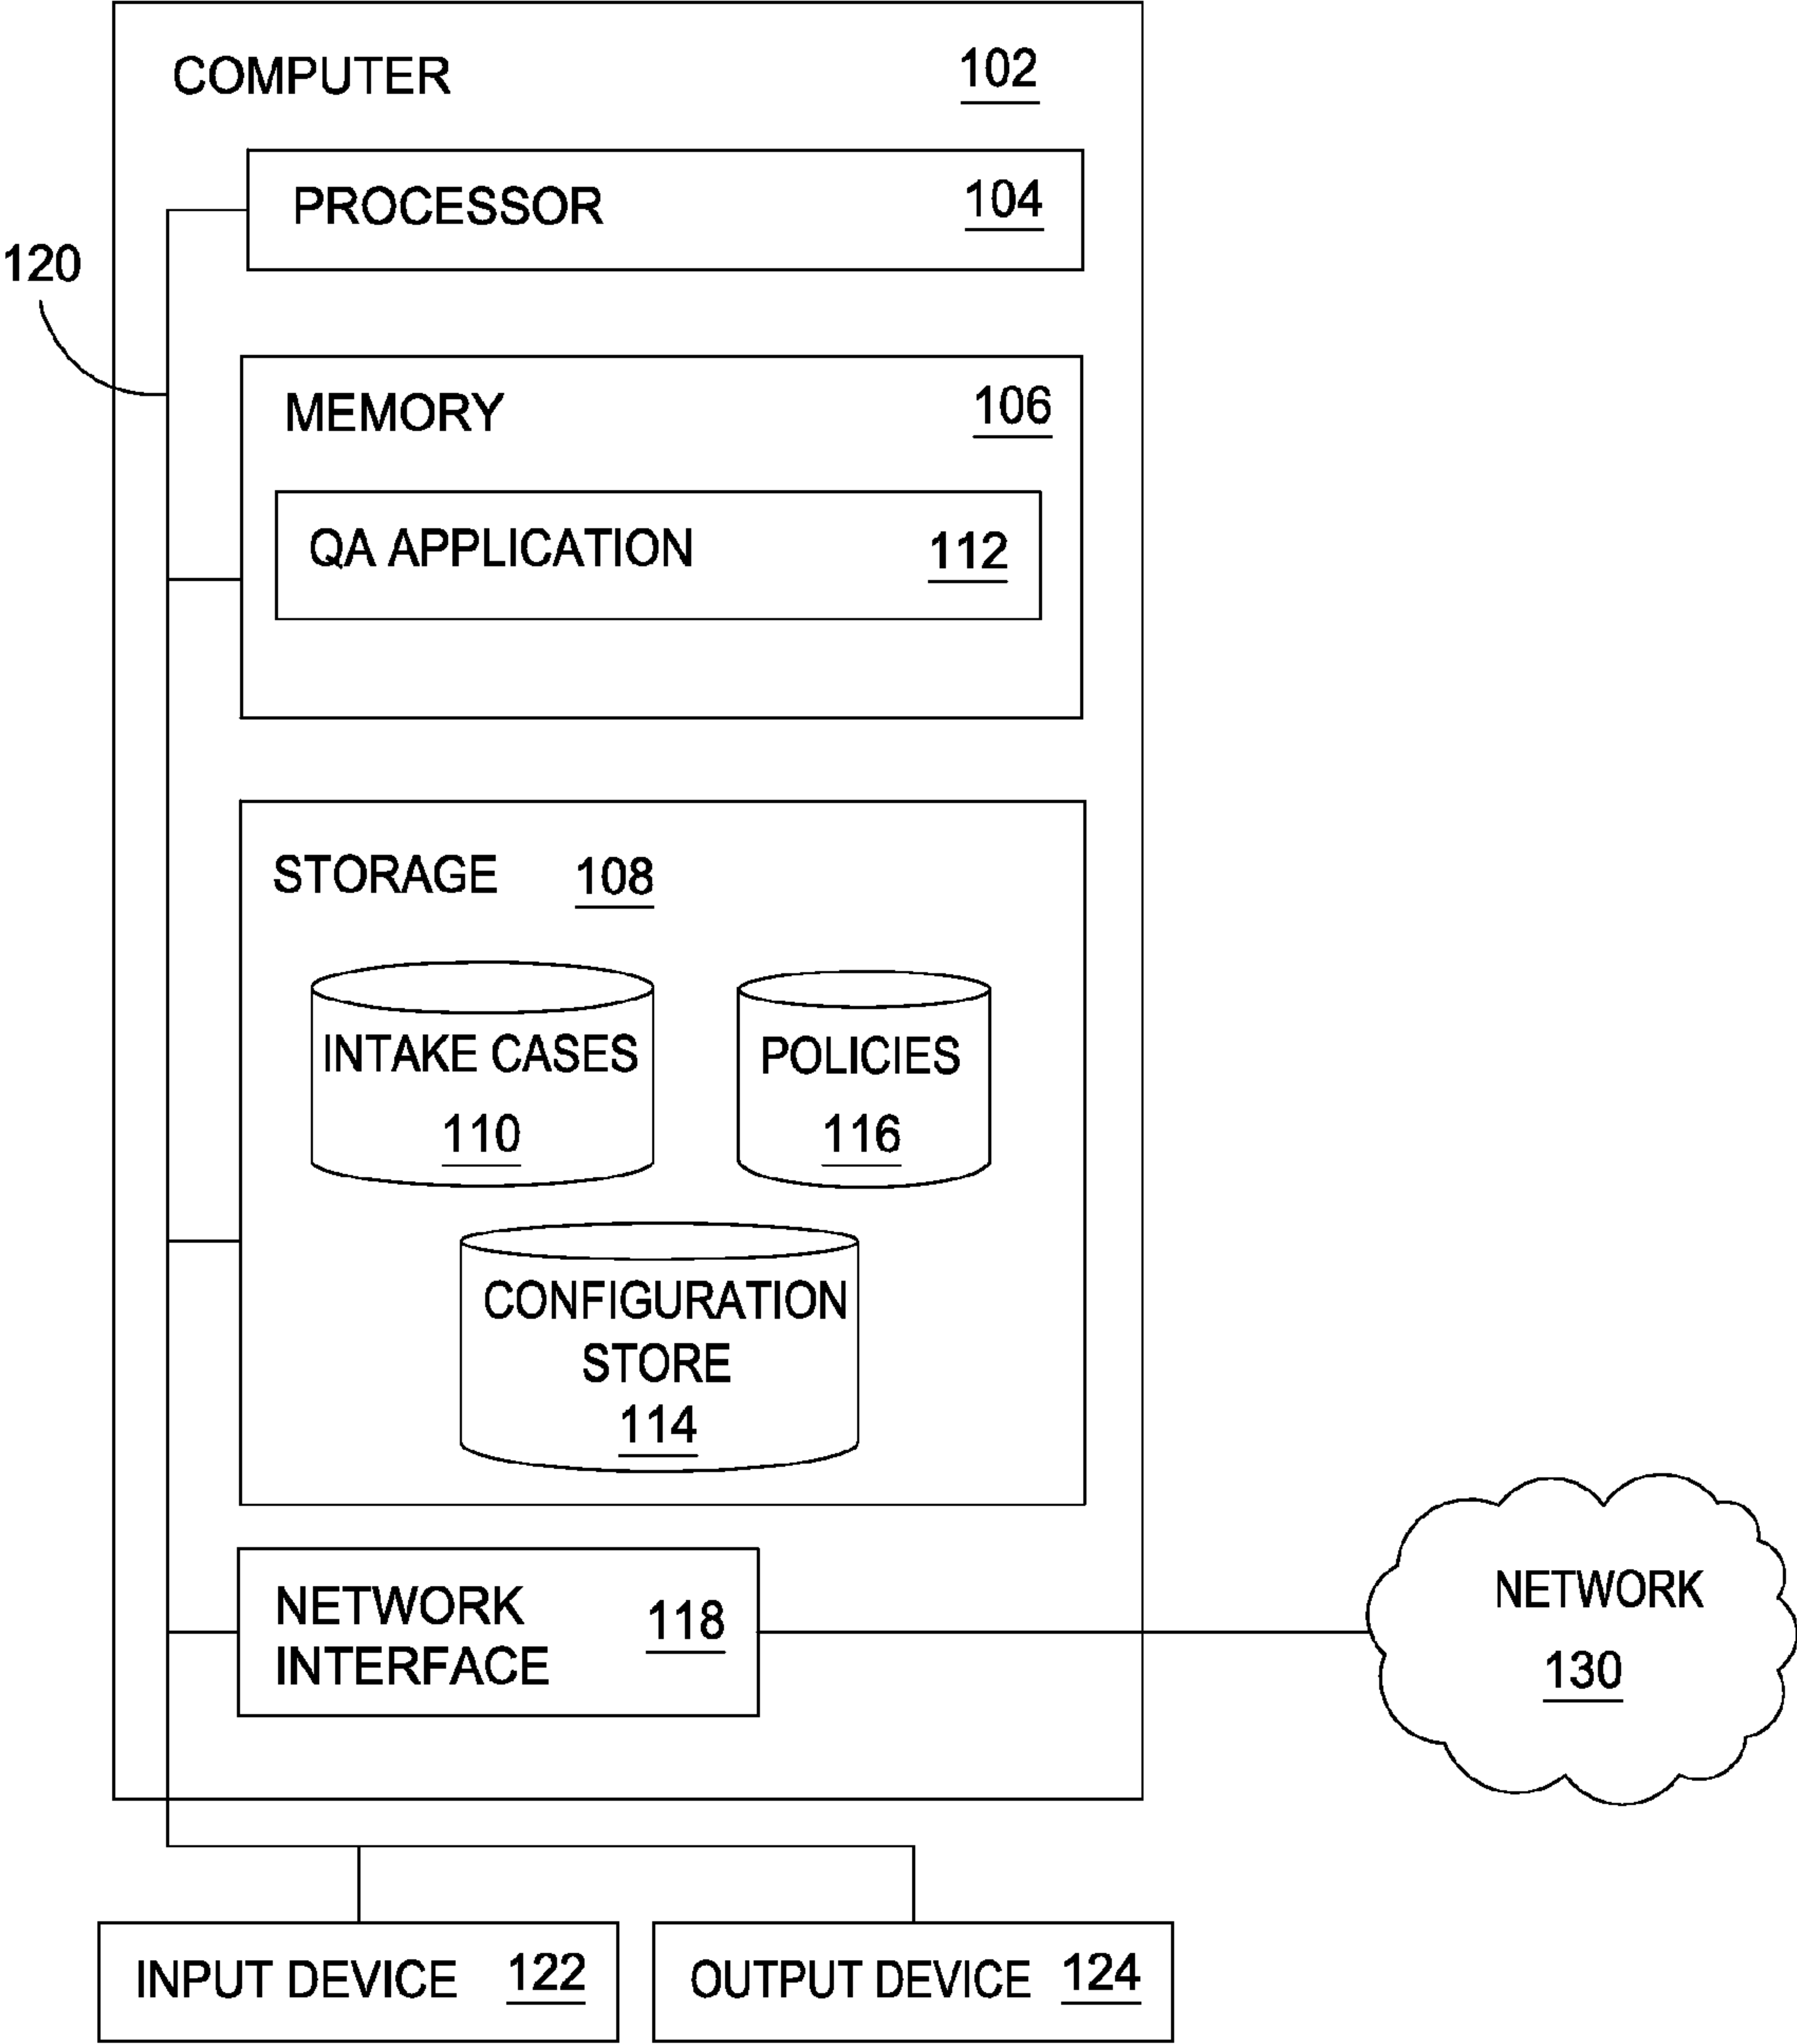 COMPUTER 102
PROCESSOR 104
120
MEMORY 106
QA APPLICATION 112
STORAGE 108
INTAKE CASES
110
POLICIES
116
CONFIGURATION
STORE
114
NETWORK
INTERFACE
118
NETWORK
130
INPUT DEVICE 122
OUTPUT DEVICE 124